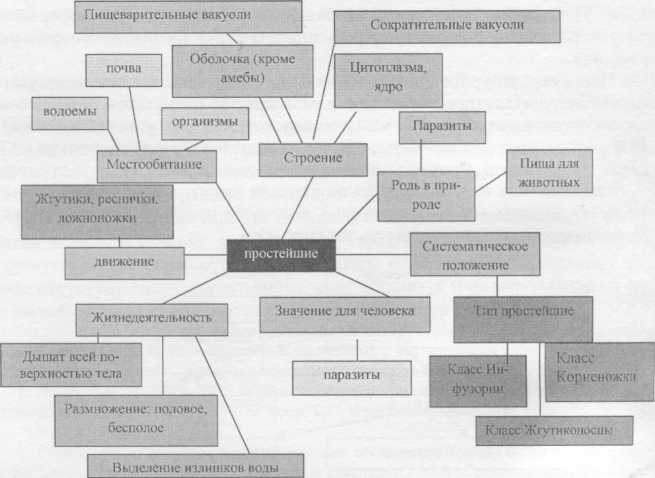 Пищеварительные вакуоли
Сократительные вакуоли
Оболочка (кроме
амебы)
почва
Цитоплазма,
ядро
водоемы
организмы
Паразиты
Местообитание
Строение
Пища для
животных
Жгутики, реснички,
ложноножки
Роль в при-
роде
движение
простейшие
Систематическое
положение
Жизнедеятельность
Значение для человека
Тип простейшие
Дышат всей по-
верхностью тела
паразиты
Класс Ин-
фузории
Класс
Корненожка
Размножение: половое,
бесполое
Класс Жгутиконосцы
Выделение излишков воды